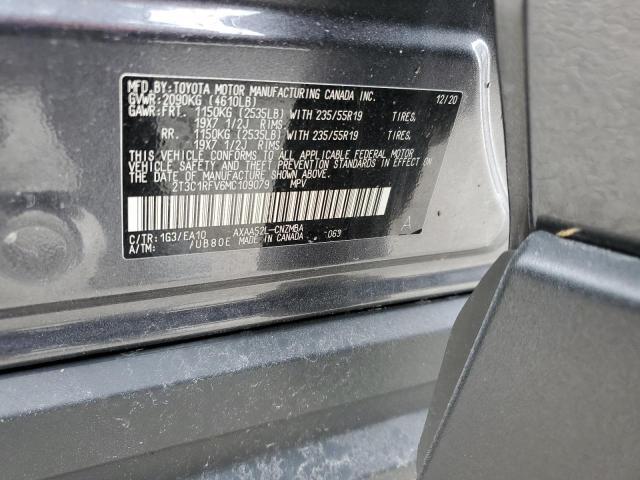 MFD.BY:TOYOTA MOTOR MANUFACTURING CANADA INC. 12/20
GVWR:2090KG (4610LB)
GAWR:FRT. 1150KG (2535LB) WITH 235/55R19 TIRES,
19X7 1/2J RIMS
RR. 1150KG (2535LB) WITH 235/55R19 TIRES,
19X7 1/2J RIMS
THIS VEHICLE CONFORMS TO ALL APPLICABLE FEDERAL MOTOR
VEHICLE SAFETY AND THEFT PREVENTION STANDARDS IN EFFECT
ON THE DATE OF MANUFACTURE SHOWN ABOVE.
2T3C1RFV6MC109079 MPV
C/TR:1G3/EA10 AXAA52L-CNZMBA -063 A
A/TM: /UB80E MADE IN CANADA